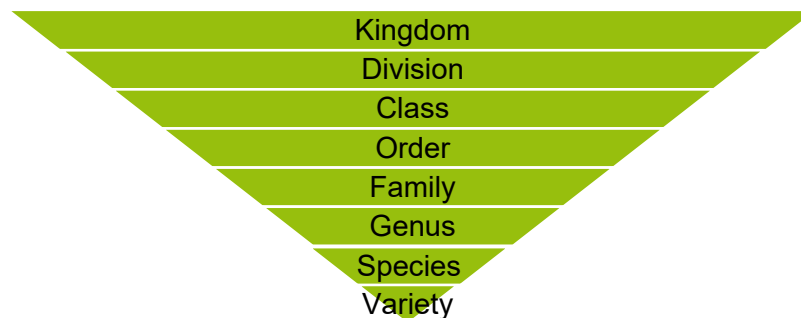 Kingdom
Division
Class
Order
Family
Genus
Species
Variety